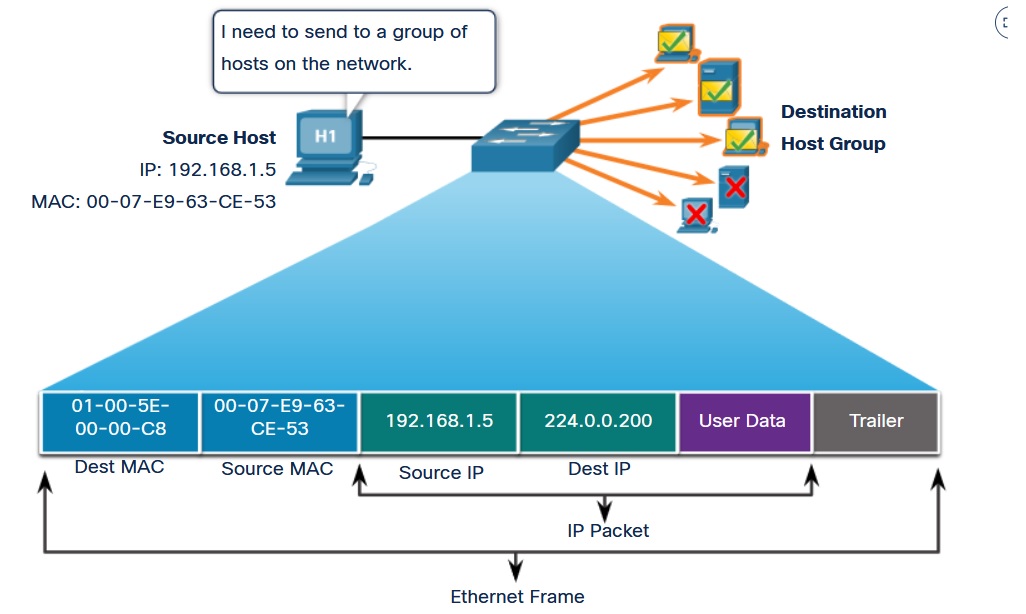 I need to send to a group of
hosts on the network.
H1
Source Host
IP: 192.168.1.5
MAC: 00-07-E9-63-CE-53
Destination
Host Group
01-00-5E-
00-00-C8
00-07-E9-63-
CE-53
192.168.1.5
224.0.0.200
User Data
Trailer
Dest MAC
Source MAC
Source IP
Dest IP
IP Packet
Ethernet Frame